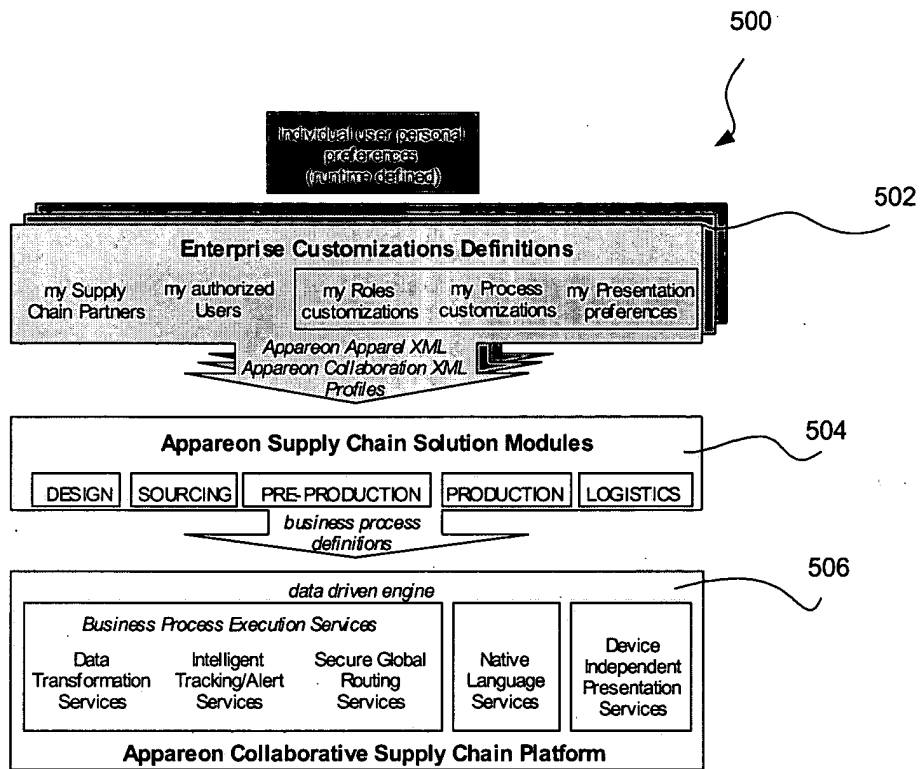 500
individual user personal
preferences
(runtime defined)
502
Enterprise Customizations Definitions
my Supply
Chain Partners
my authorized
Users
my Roles
customizations
my Process
customizations
my Presentation
preferences
Appareon Apparel XML
Appareon Collaboration XML
Profiles
504
Appareon Supply Chain Solution Modules
DESIGN
SOURCING
PRE-PRODUCTION
PRODUCTION
LOGISTICS
business process
definitions
506
data driven engine
Business Process Execution Services
Data
Transformation
Services
Intelligent
Tracking/Alert
Services
Secure Global
Routing
Services
Native
Language
Services
Device
Independent
Presentation
Services
Appareon Collaborative Supply Chain Platform